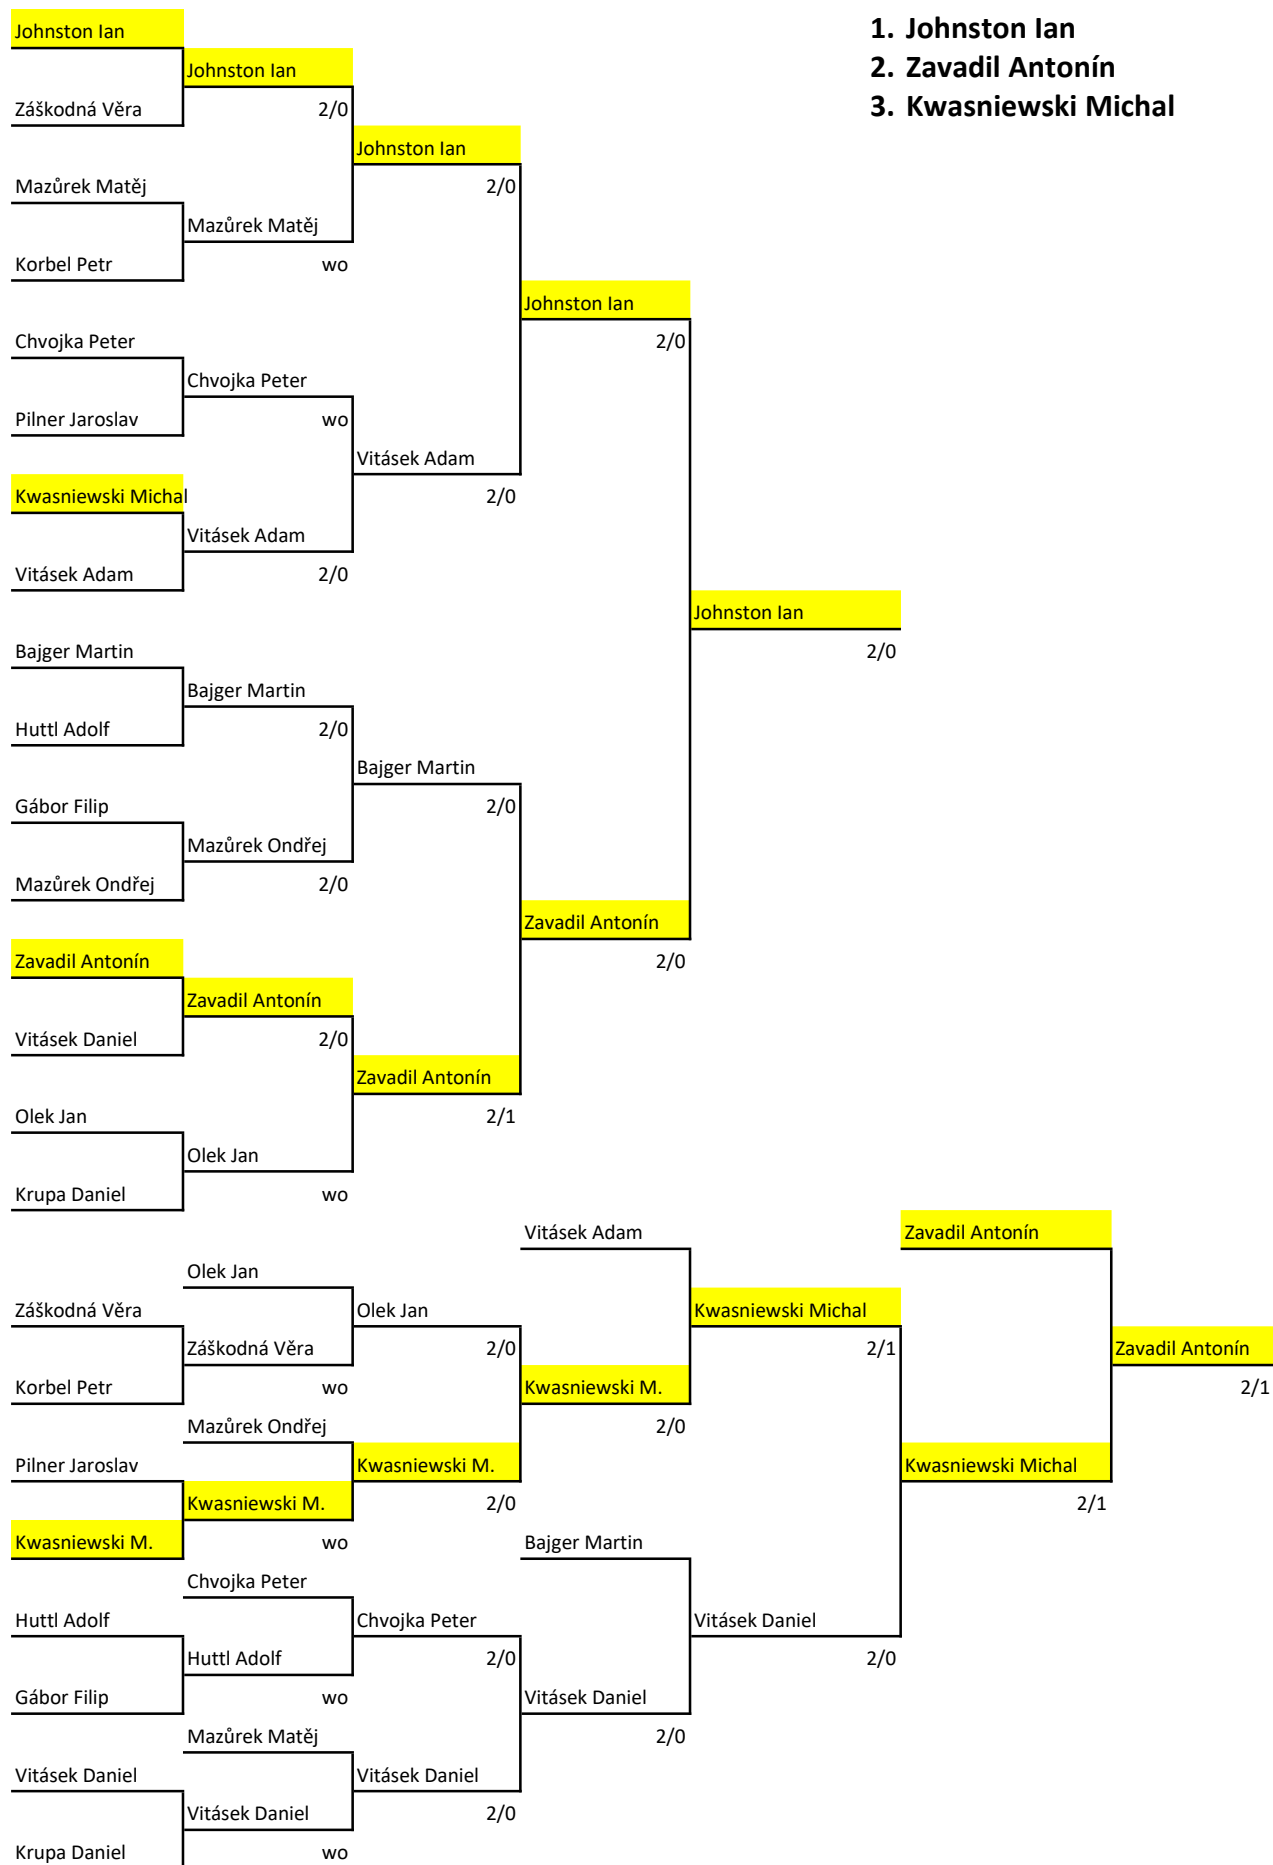 Johnston Ian
1. Johnston Ian
Johnston Ian
2. Zavadil Antonín
Záškodná Věra
2/0
3. Kwasniewski Michal
Johnston Ian
Mazůrek Matěj
2/0
Mazůrek Matěj
Korbel Petr
wo
Johnston Ian
Chvojka Peter
2/0
Chvojka Peter
Pilner Jaroslav
wo
Vitásek Adam
Kwasniewski Michal
2/0
Vitásek Adam
Vitásek Adam
2/0
Johnston Ian
Bajger Martin
2/0
Bajger Martin
Huttl Adolf
2/0
Bajger Martin
Gábor Filip
2/0
Mazůrek Ondřej
Mazůrek Ondřej
2/0
Zavadil Antonín
Zavadil Antonín
2/0
Zavadil Antonín
Vitásek Daniel
2/0
Zavadil Antonín
Olek Jan
2/1
Olek Jan
Krupa Daniel
wo
Vitásek Adam
Zavadil Antonín
Olek Jan
Záškodná Věra
Olek Jan
Kwasniewski Michal
Záškodná Věra
2/0
2/1
Zavadil Antonín
Korbel Petr
wo
Kwasniewski M.
2/1
Mazůrek Ondřej
2/0
Pilner Jaroslav
Kwasniewski M.
Kwasniewski Michal
Kwasniewski M.
2/0
2/1
Kwasniewski M.
wo
Bajger Martin
Chvojka Peter
Huttl Adolf
Chvojka Peter
Vitásek Daniel
Huttl Adolf
2/0
2/0
Gábor Filip
wo
Vitásek Daniel
Mazůrek Matěj
2/0
Vitásek Daniel
Vitásek Daniel
Vitásek Daniel
2/0
Krupa Daniel
wo